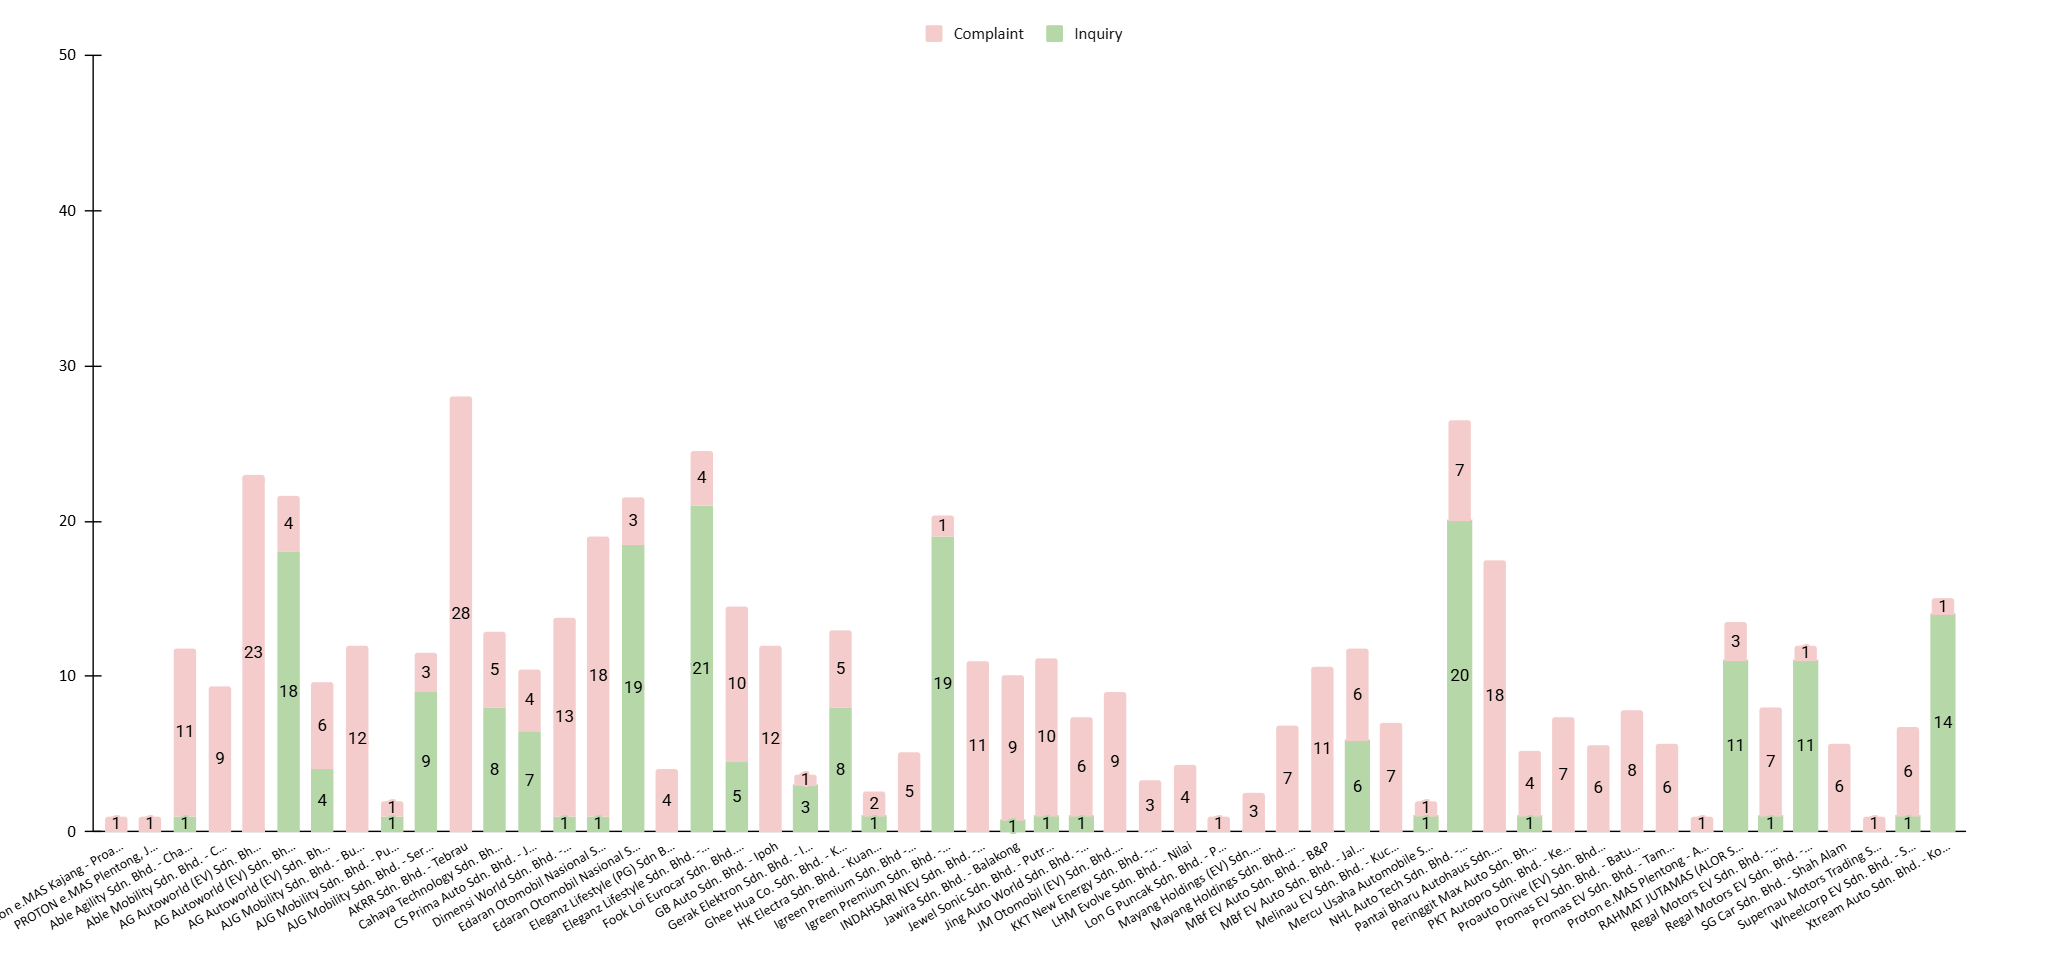 Complaint Inquiry
50
40
30
20
10
0
1
1
11
1
9
23
4
18
6
4
12
1
1
3
9
28
5
8
4
7
13
1
18
1
3
19
4
4
21
10
5
12
1
3
5
8
2
1
5
1
19
11
9
1
10
1
6
1
9
3
4
1
3
7
11
6
6
7
1
1
7
20
18
4
1
7
6
8
6
1
3
11
7
1
1
11
6
1
6
1
1
14
on e.MAS Kajang - Proa...
PROTON e.MAS Plentong, J...
Able Agility Sdn. Bhd. - Cha...
Able Mobility Sdn. Bhd. - C...
AG Autoworld (EV) Sdn. Bh...
AG Autoworld (EV) Sdn. Bh...
AG Autoworld (EV) Sdn. Bh...
AJG Mobility Sdn. Bhd. - Bu...
AJG Mobility Sdn. Bhd. - Pu...
AJG Mobility Sdn. Bhd. - Ser...
AKRR Sdn. Bhd. - Tebrau
Cahaya Technology Sdn. Bh...
CS Prima Auto Sdn. Bhd. - J...
Dimensi World Sdn. Bhd. -...
Edaran Otomobil Nasional S...
Edaran Otomobil Nasional S...
Eleganz Lifestyle (PG) Sdn B...
Eleganz Lifestyle Sdn. Bhd. -...
Fook Loi Eurocar Sdn. Bhd....
GB Auto Sdn. Bhd. - Ipoh
Gerak Elektron Sdn. Bhd. - I...
Ghee Hua Co. Sdn. Bhd. - K...
HK Electra Sdn. Bhd. - Kuan...
Igreen Premium Sdn. Bhd -...
Igreen Premium Sdn. Bhd. -...
INDAHSARI NEV Sdn. Bhd. -...
Jawira Sdn. Bhd. - Balakong
Jewel Sonic Sdn. Bhd. - Putr...
Jing Auto World Sdn. Bhd. -...
JM Otomobil (EV) Sdn. Bhd....
KKT New Energy Sdn. Bhd. -...
LHM Evolve Sdn. Bhd. - Nilai
Lon G Puncak Sdn. Bhd. - P...
Mayang Holdings (EV) Sdn....
Mayang Holdings Sdn. Bhd....
MBf EV Auto Sdn. Bhd. - B&P
MBf EV Auto Sdn. Bhd. - Jal...
Melinau EV Sdn. Bhd. - Kuc...
Mercu Usaha Automobile S...
NHL Auto Tech Sdn. Bhd. -...
Pantai Bharu Autohaus Sdn....
Peringgit Max Auto Sdn. Bh...
PKT Autopro Sdn. Bhd. - Ke...
Proauto Drive (EV) Sdn. Bhd...
Promas EV Sdn. Bhd. - Batu...
Promas EV Sdn. Bhd. - Tam...
Proton e.MAS Plentong - A...
RAHMAT JUTAMAS (ALOR S...
Regal Motors EV Sdn. Bhd. -...
Regal Motors EV Sdn. Bhd. -...
SG Car Sdn. Bhd. - Shah Alam
Supernau Motors Trading S...
Wheelcorp EV Sdn. Bhd. - S...
Xtream Auto Sdn. Bhd. - Ko...